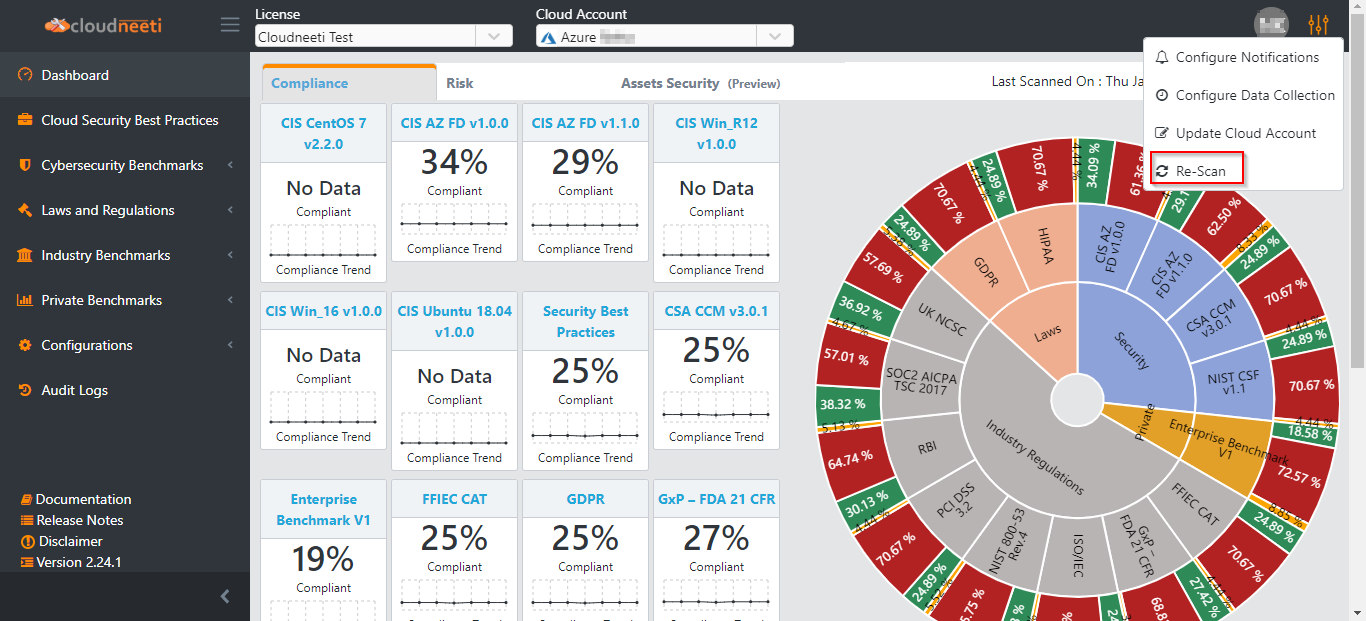 cloudneeti
License
Cloudneeti Test
Cloud Account
Azure
Configure Notifications
Configure Data Collection
Update Cloud Account
Re-Scan
Dashboard
Cloud Security Best Practices
Cybersecurity Benchmarks
Laws and Regulations
Industry Benchmarks
Private Benchmarks
Configurations
Audit Logs
Documentation
Release Notes
Disclaimer
Version 2.24.1
Compliance
Risk
Assets Security (Preview)
Last Scanned On : Thu Ja
CIS CentOS 7
v2.2.0
No Data
Compliant
Compliance Trend
CIS AZ FD v1.0.0
34%
Compliant
Compliance Trend
CIS AZ FD v1.1.0
29%
Compliant
Compliance Trend
CIS Win_R12
v1.0.0
No Data
Compliant
Compliance Trend
CIS Win_16 v1.0.0
No Data
Compliant
Compliance Trend
CIS Ubuntu 18.04
v1.0.0
No Data
Compliant
Compliance Trend
Security Best
Practices
25%
Compliant
Compliance Trend
CSA CCM v3.0.1
25%
Compliant
Compliance Trend
Enterprise
Benchmark V1
19%
Compliant
FFIEC CAT
25%
Compliant
GDPR
25%
Compliant
GxP – FDA 21 CFR
27%
Compliant
Laws
Security
Private
Industry Regulations
HIPAA
GDPR
CIS AZ
FD v1.0.0
CIS AZ
FD v1.1.0
CSA CCM
v3.0.1
NIST CSF
v1.1
Enterprise Benchmark
V1
FFIEC CAT
GxP –
FDA 21 CFR
ISO/IEC
NIST 800-53
Rev.4
PCI DSS
3.2
RBI
SOC2 AICPA
TSC 2017
UK NCSC
34.09 %
62.50 %
8.33 %
24.89 %
70.67 %
4.44 %
24.89 %
70.67 %
4.44 %
18.58 %
72.57 %
8.85 %
24.89 %
70.67 %
4.44 %
27.42 %
24.89 %
70.67 %
4.44 %
30.13 %
64.74 %
5.13 %
38.32 %
57.01 %
4.67 %
36.92 %
57.69 %
24.89 %
70.67 %
24.89 %
70.67 %
4.44 %